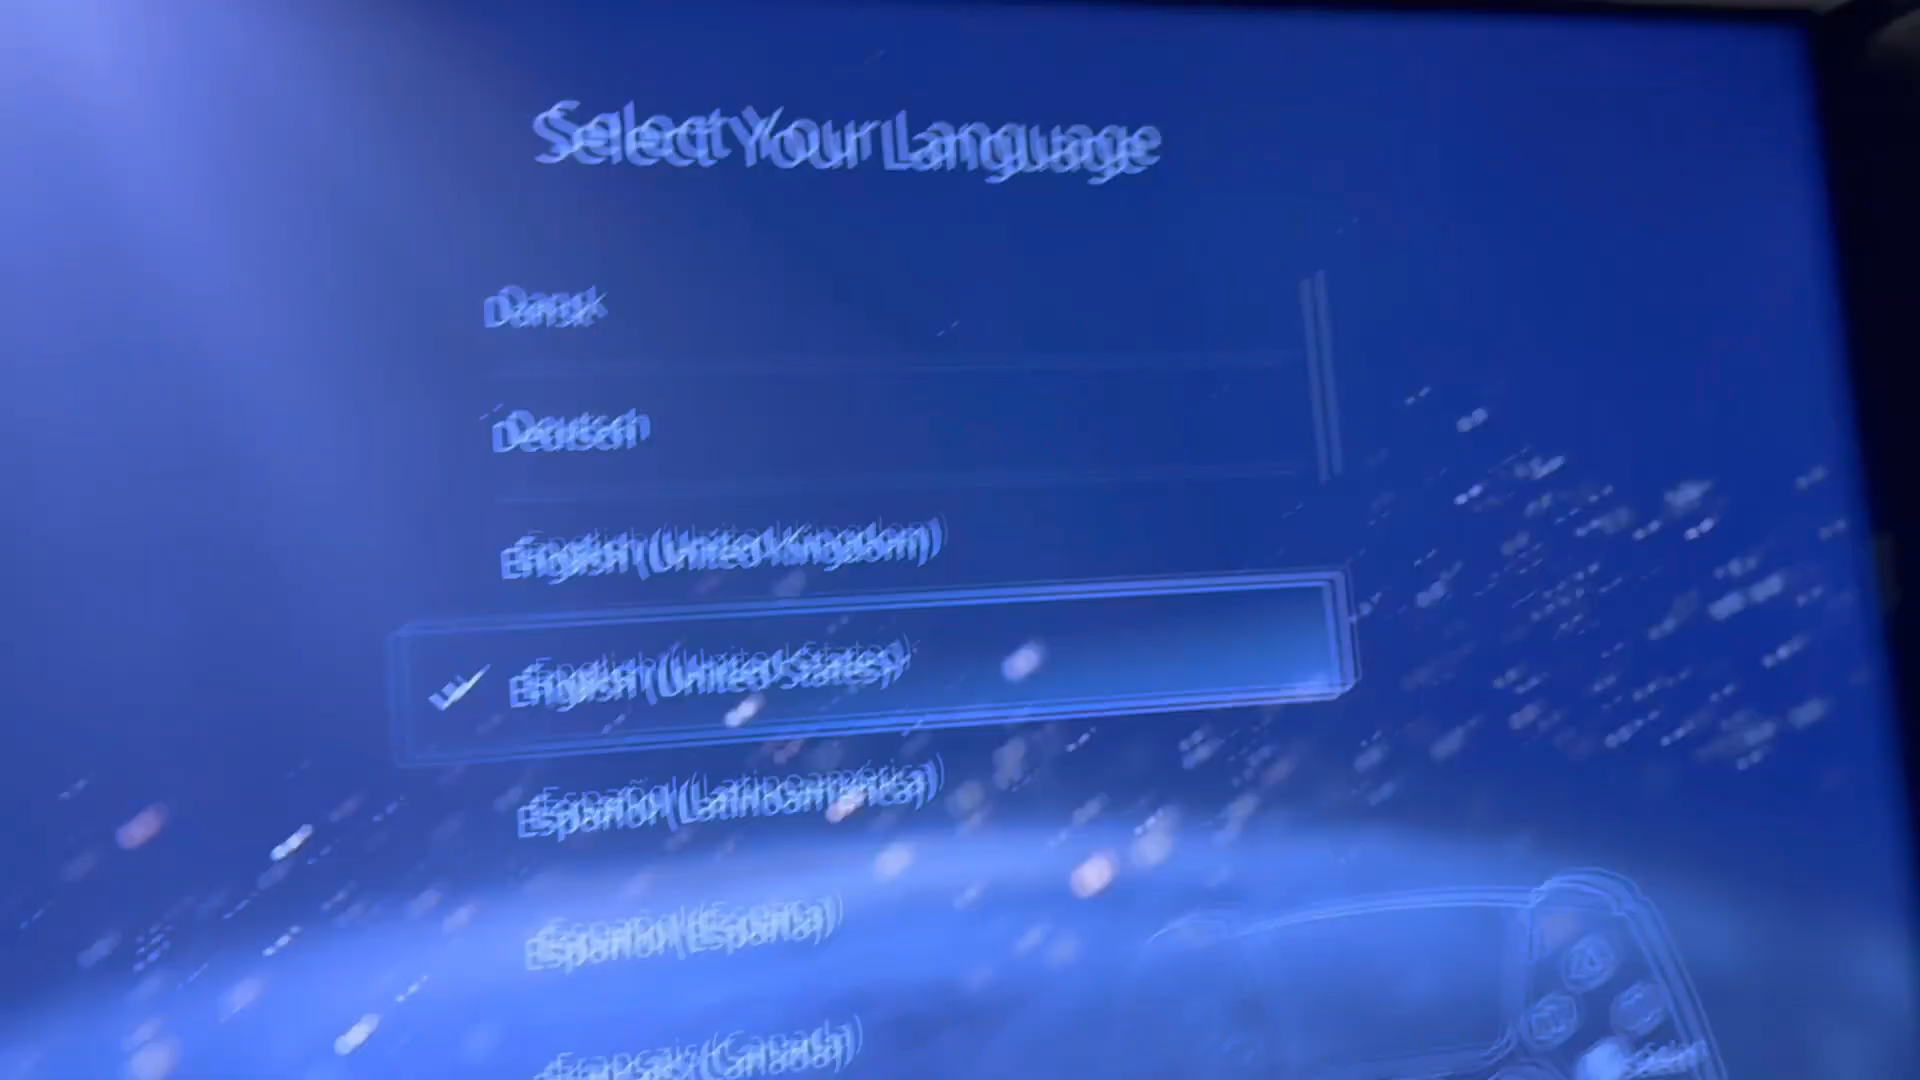 Select Your Language
Dansk
Deutsch
English (United Kingdom)
English (United States)
Español (Latinoamérica)
Español (España)
Français (Canada)